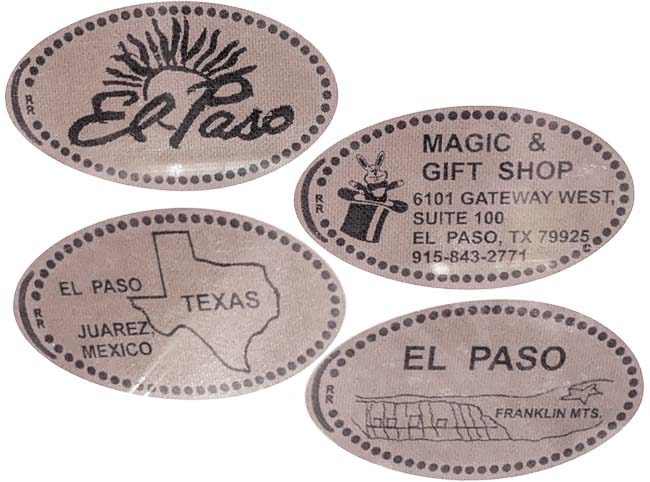 RR
El Paso
RR
MAGIC &
GIFT SHOP
6101 GATEWAY WEST,
SUITE 100
EL PASO, TX 79925
915-843-2771
RR
EL PASO
TEXAS
JUAREZ
MEXICO
RR
EL PASO
FRANKLIN MTS.